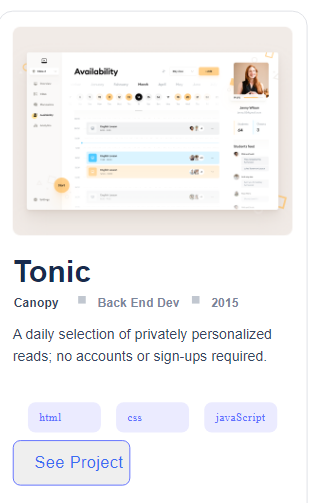 Availability
March
Tonic
Canopy Back End Dev 2015
A daily selection of privately personalized
reads; no accounts or sign-ups required.
html css javaScript
See Project